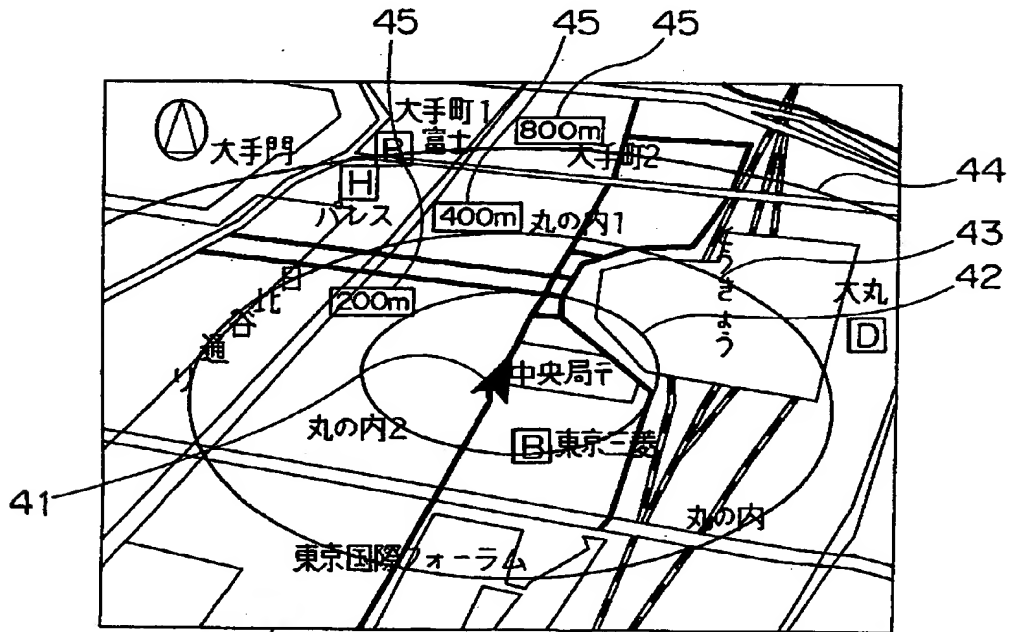 45
45
45
大手町1
800m
富士
B
大手門
大手町2
44
H
パレス
400m
丸の内1
43
とうきょう
42
日比谷通り
200m
大丸
D
中央局〒
丸の内2
B東京三菱
41
丸の内
東京国際フォーラム